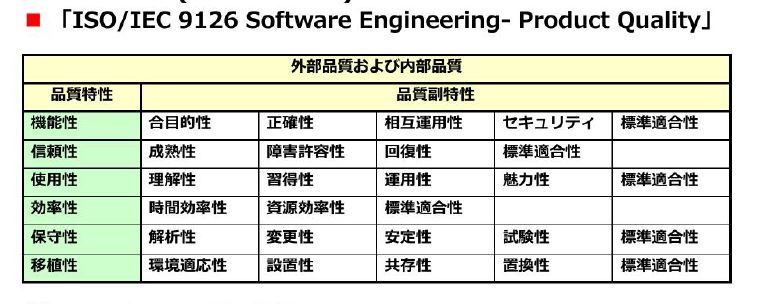 ■ 「ISO/IEC 9126 Software Engineering- Product Quality」
外部品質および内部品質
品質特性 品質副特性
機能性 合目的性 正確性 相互運用性 セキュリティ 標準適合性
信頼性 成熟性 障害許容性 回復性 標準適合性
使用性 理解性 習得性 運用性 魅力性 標準適合性
効率性 時間効率性 資源効率性 標準適合性
保守性 解析性 変更性 安定性 試験性 標準適合性
移植性 環境適応性 設置性 共存性 置換性 標準適合性